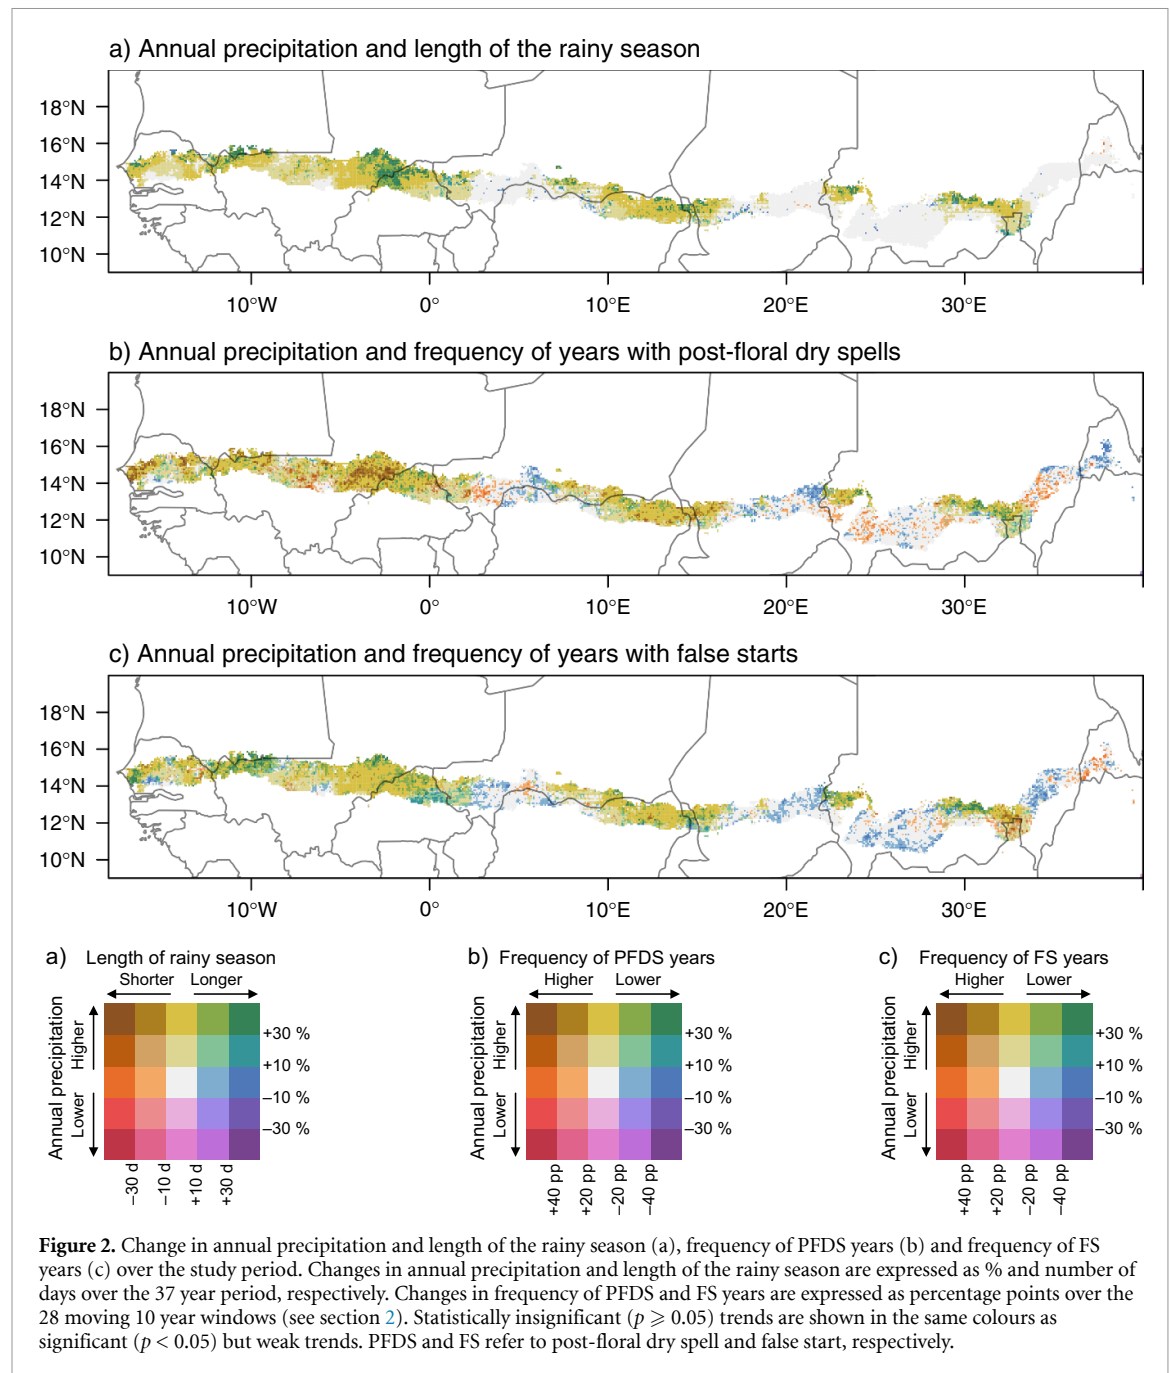 a) Annual precipitation and length of the rainy season
18°N
16°N
14°N
12°N
10°N
10°W 0° 10°E 20°E 30°E
b) Annual precipitation and frequency of years with post-floral dry spells
18°N
16°N
14°N
12°N
10°N
10°W 0° 10°E 20°E 30°E
c) Annual precipitation and frequency of years with false starts
18°N
16°N
14°N
12°N
10°N
10°W 0° 10°E 20°E 30°E
a) Length of rainy season
Shorter Longer
Annual precipitation
Lower Higher
+30 %
+10 %
−10 %
−30 %
−30 d
−10 d
+10 d
+30 d
b) Frequency of PFDS years
Higher Lower
Annual precipitation
Lower Higher
+30 %
+10 %
−10 %
−30 %
+40 pp
+20 pp
−20 pp
−40 pp
c) Frequency of FS years
Higher Lower
Annual precipitation
Lower Higher
+30 %
+10 %
−10 %
−30 %
+40 pp
+20 pp
−20 pp
−40 pp
Figure 2. Change in annual precipitation and length of the rainy season (a), frequency of PFDS years (b) and frequency of FS
years (c) over the study period. Changes in annual precipitation and length of the rainy season are expressed as % and number of
days over the 37 year period, respectively. Changes in frequency of PFDS and FS years are expressed as percentage points over the
28 moving 10 year windows (see section 2). Statistically insignificant (p ⩾ 0.05) trends are shown in the same colours as
significant (p < 0.05) but weak trends. PFDS and FS refer to post-floral dry spell and false start, respectively.